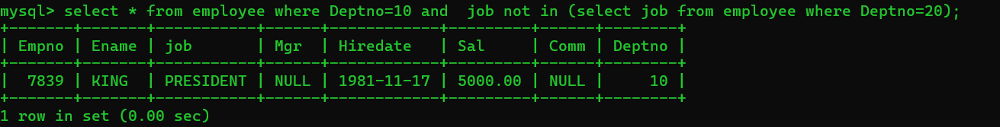 mysql> select * from employee where Deptno=10 and  job not in (select job from employee where Deptno=20);
+-------+-------+-----------+------+------------+---------+------+--------+
| Empno | Ename | job       | Mgr  | Hiredate   | Sal     | Comm | Deptno |
+-------+-------+-----------+------+------------+---------+------+--------+
|  7839 | KING  | PRESIDENT | NULL | 1981-11-17 | 5000.00 | NULL |     10 |
+-------+-------+-----------+------+------------+---------+------+--------+
1 row in set (0.00 sec)